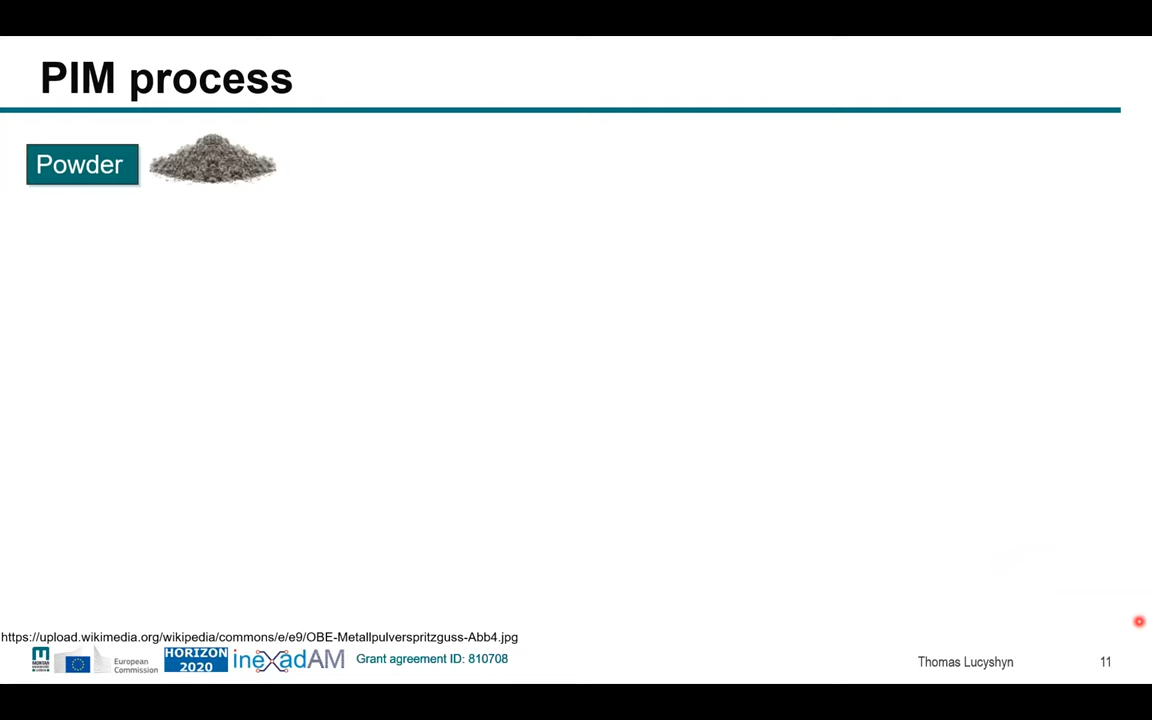 PIM process
Powder
https://upload.wikimedia.org/wikipedia/commons/e/e9/OBE-Metallpulverspritzguss-Abb4.jpg
European
Commission
HORIZON
2020
inexadAM
Grant agreement ID: 810708
Thomas Lucyshyn
11